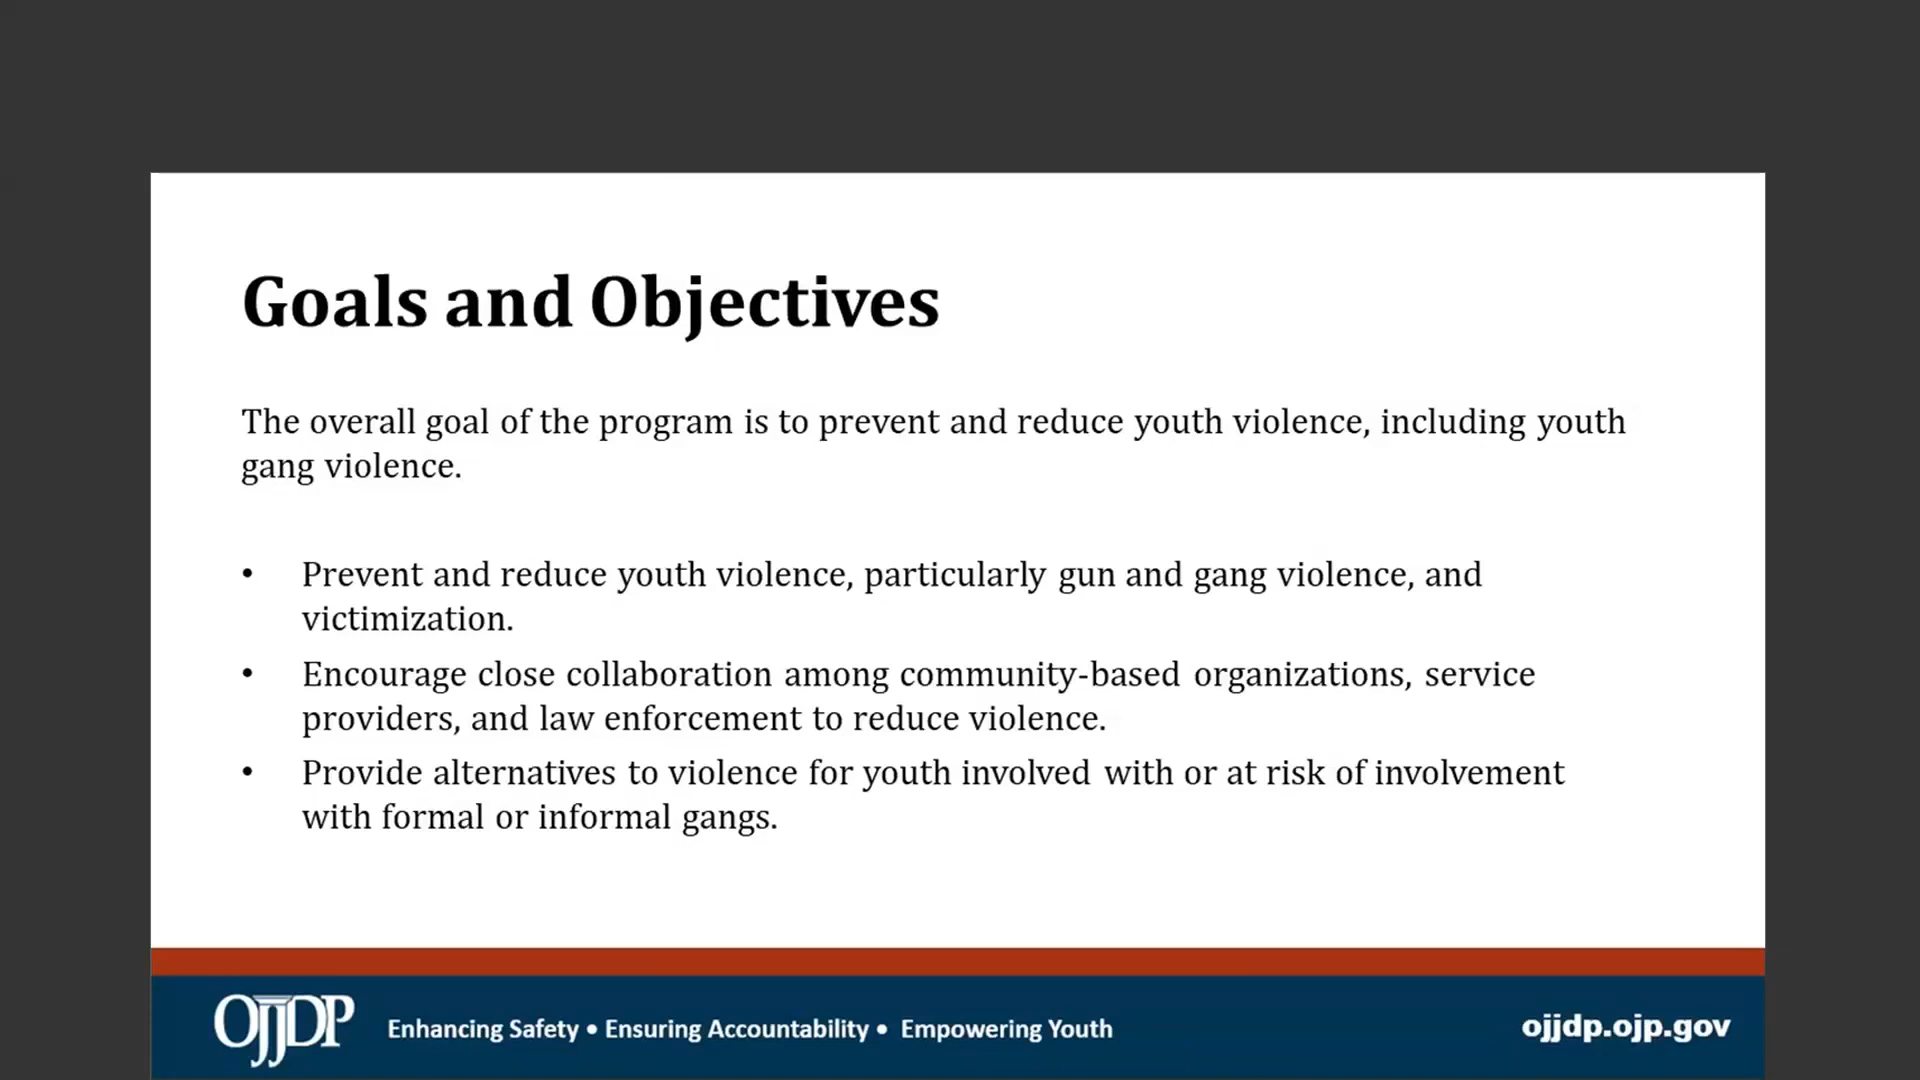 Goals and Objectives
The overall goal of the program is to prevent and reduce youth violence, including youth
gang violence.
• Prevent and reduce youth violence, particularly gun and gang violence, and
victimization.
• Encourage close collaboration among community-based organizations, service
providers, and law enforcement to reduce violence.
• Provide alternatives to violence for youth involved with or at risk of involvement
with formal or informal gangs.
OJJDP Enhancing Safety • Ensuring Accountability • Empowering Youth ojjdp.ojp.gov